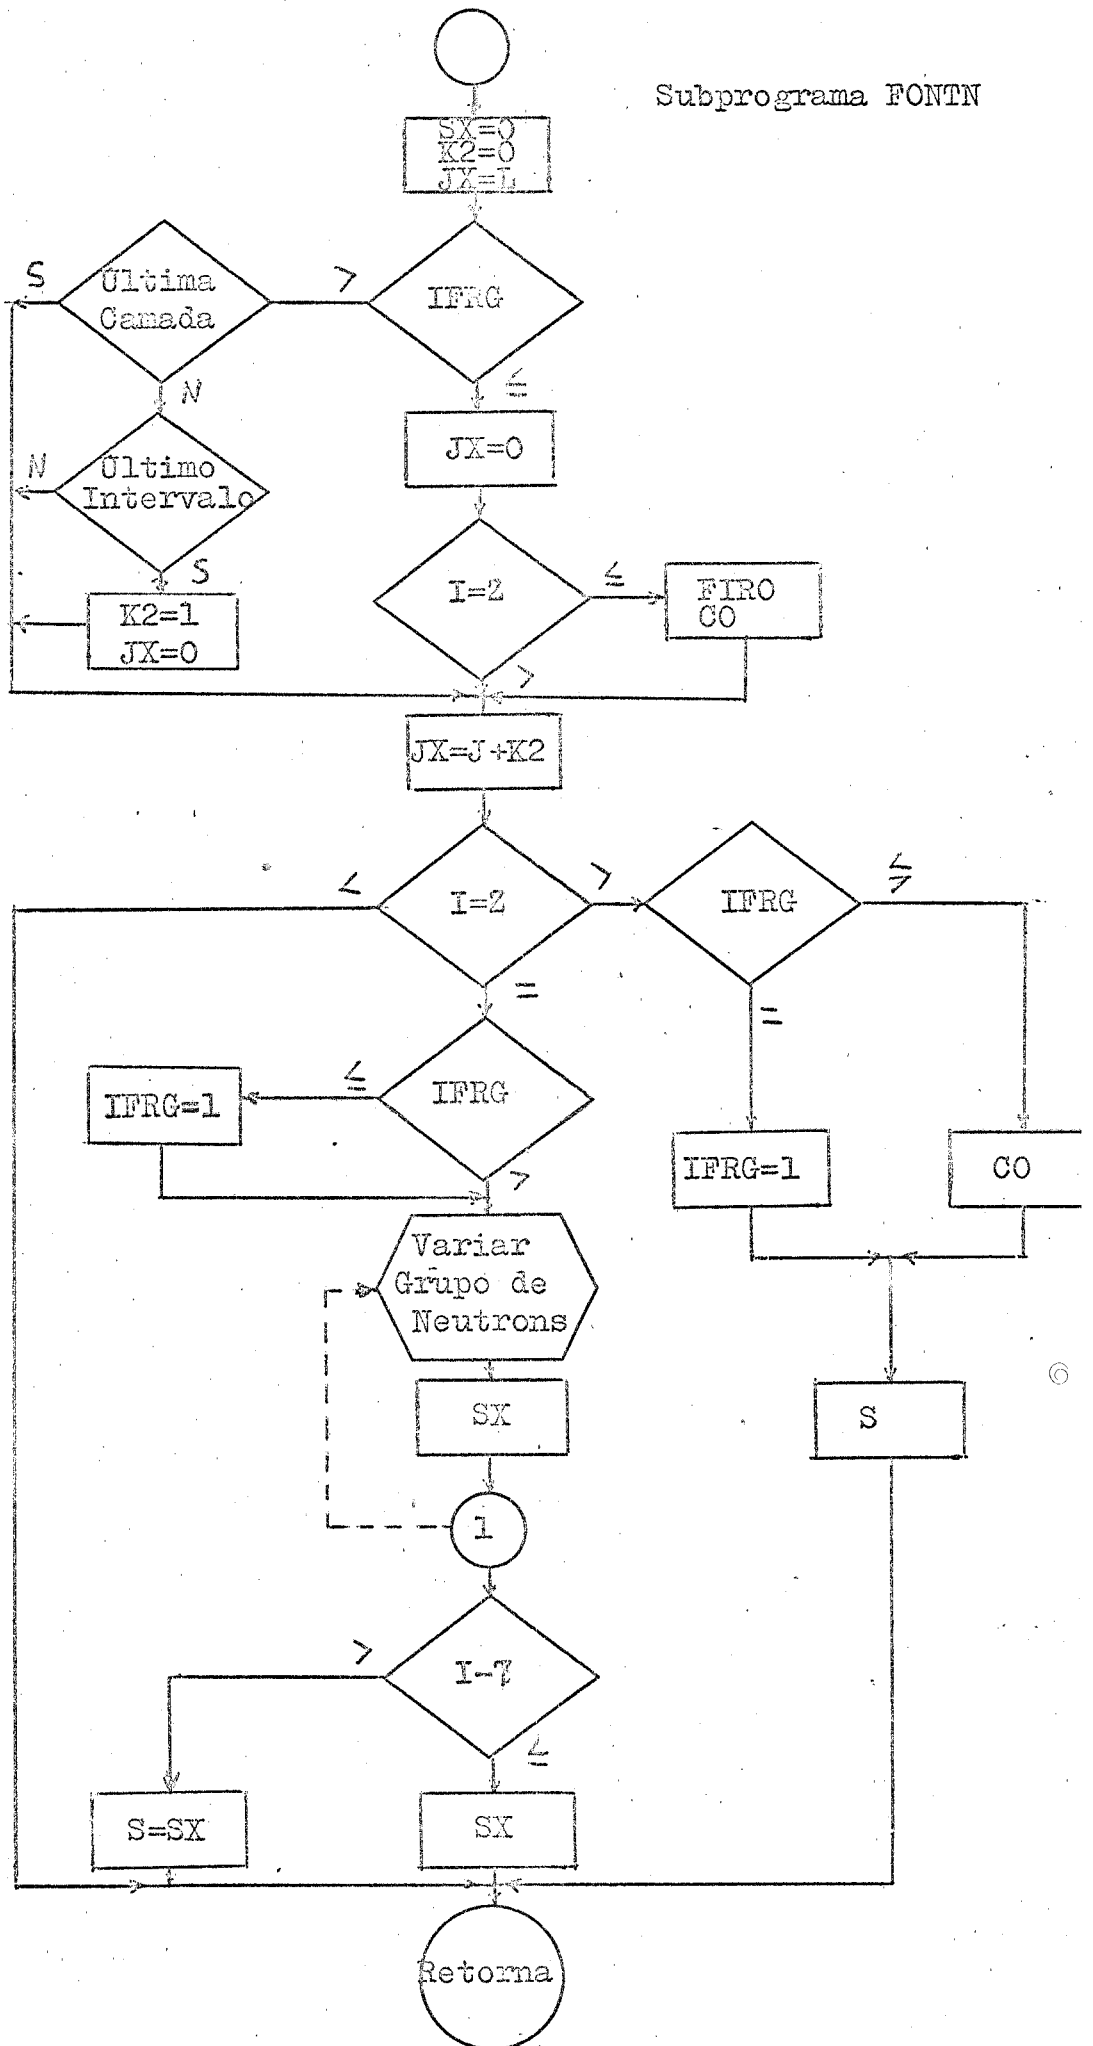 Subprograma FONTN
SX=0
K2=0
JX=L
IFRG
>
≤
Última
Camada
S
N
Último
Intervalo
N
S
K2=1
JX=0
JX=0
I=2
≤
>
FIRO
CO
JX=J+K2
I=2
<
>
=
IFRG
≶
=
IFRG
≤
>
IFRG=1
IFRG=1
CO
Variar
Grupo de
Neutrons
SX
S
1
>
≤
S=SX
SX
Retorna